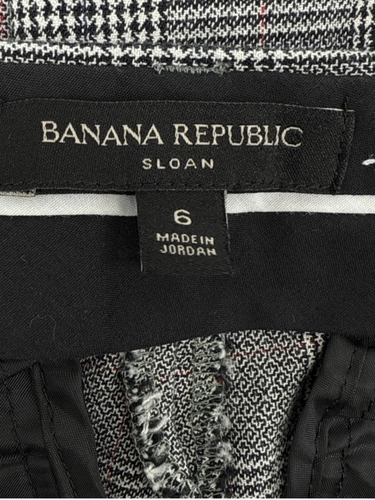 BANANA REPUBLIC
SLOAN
6
MADE IN
JORDAN